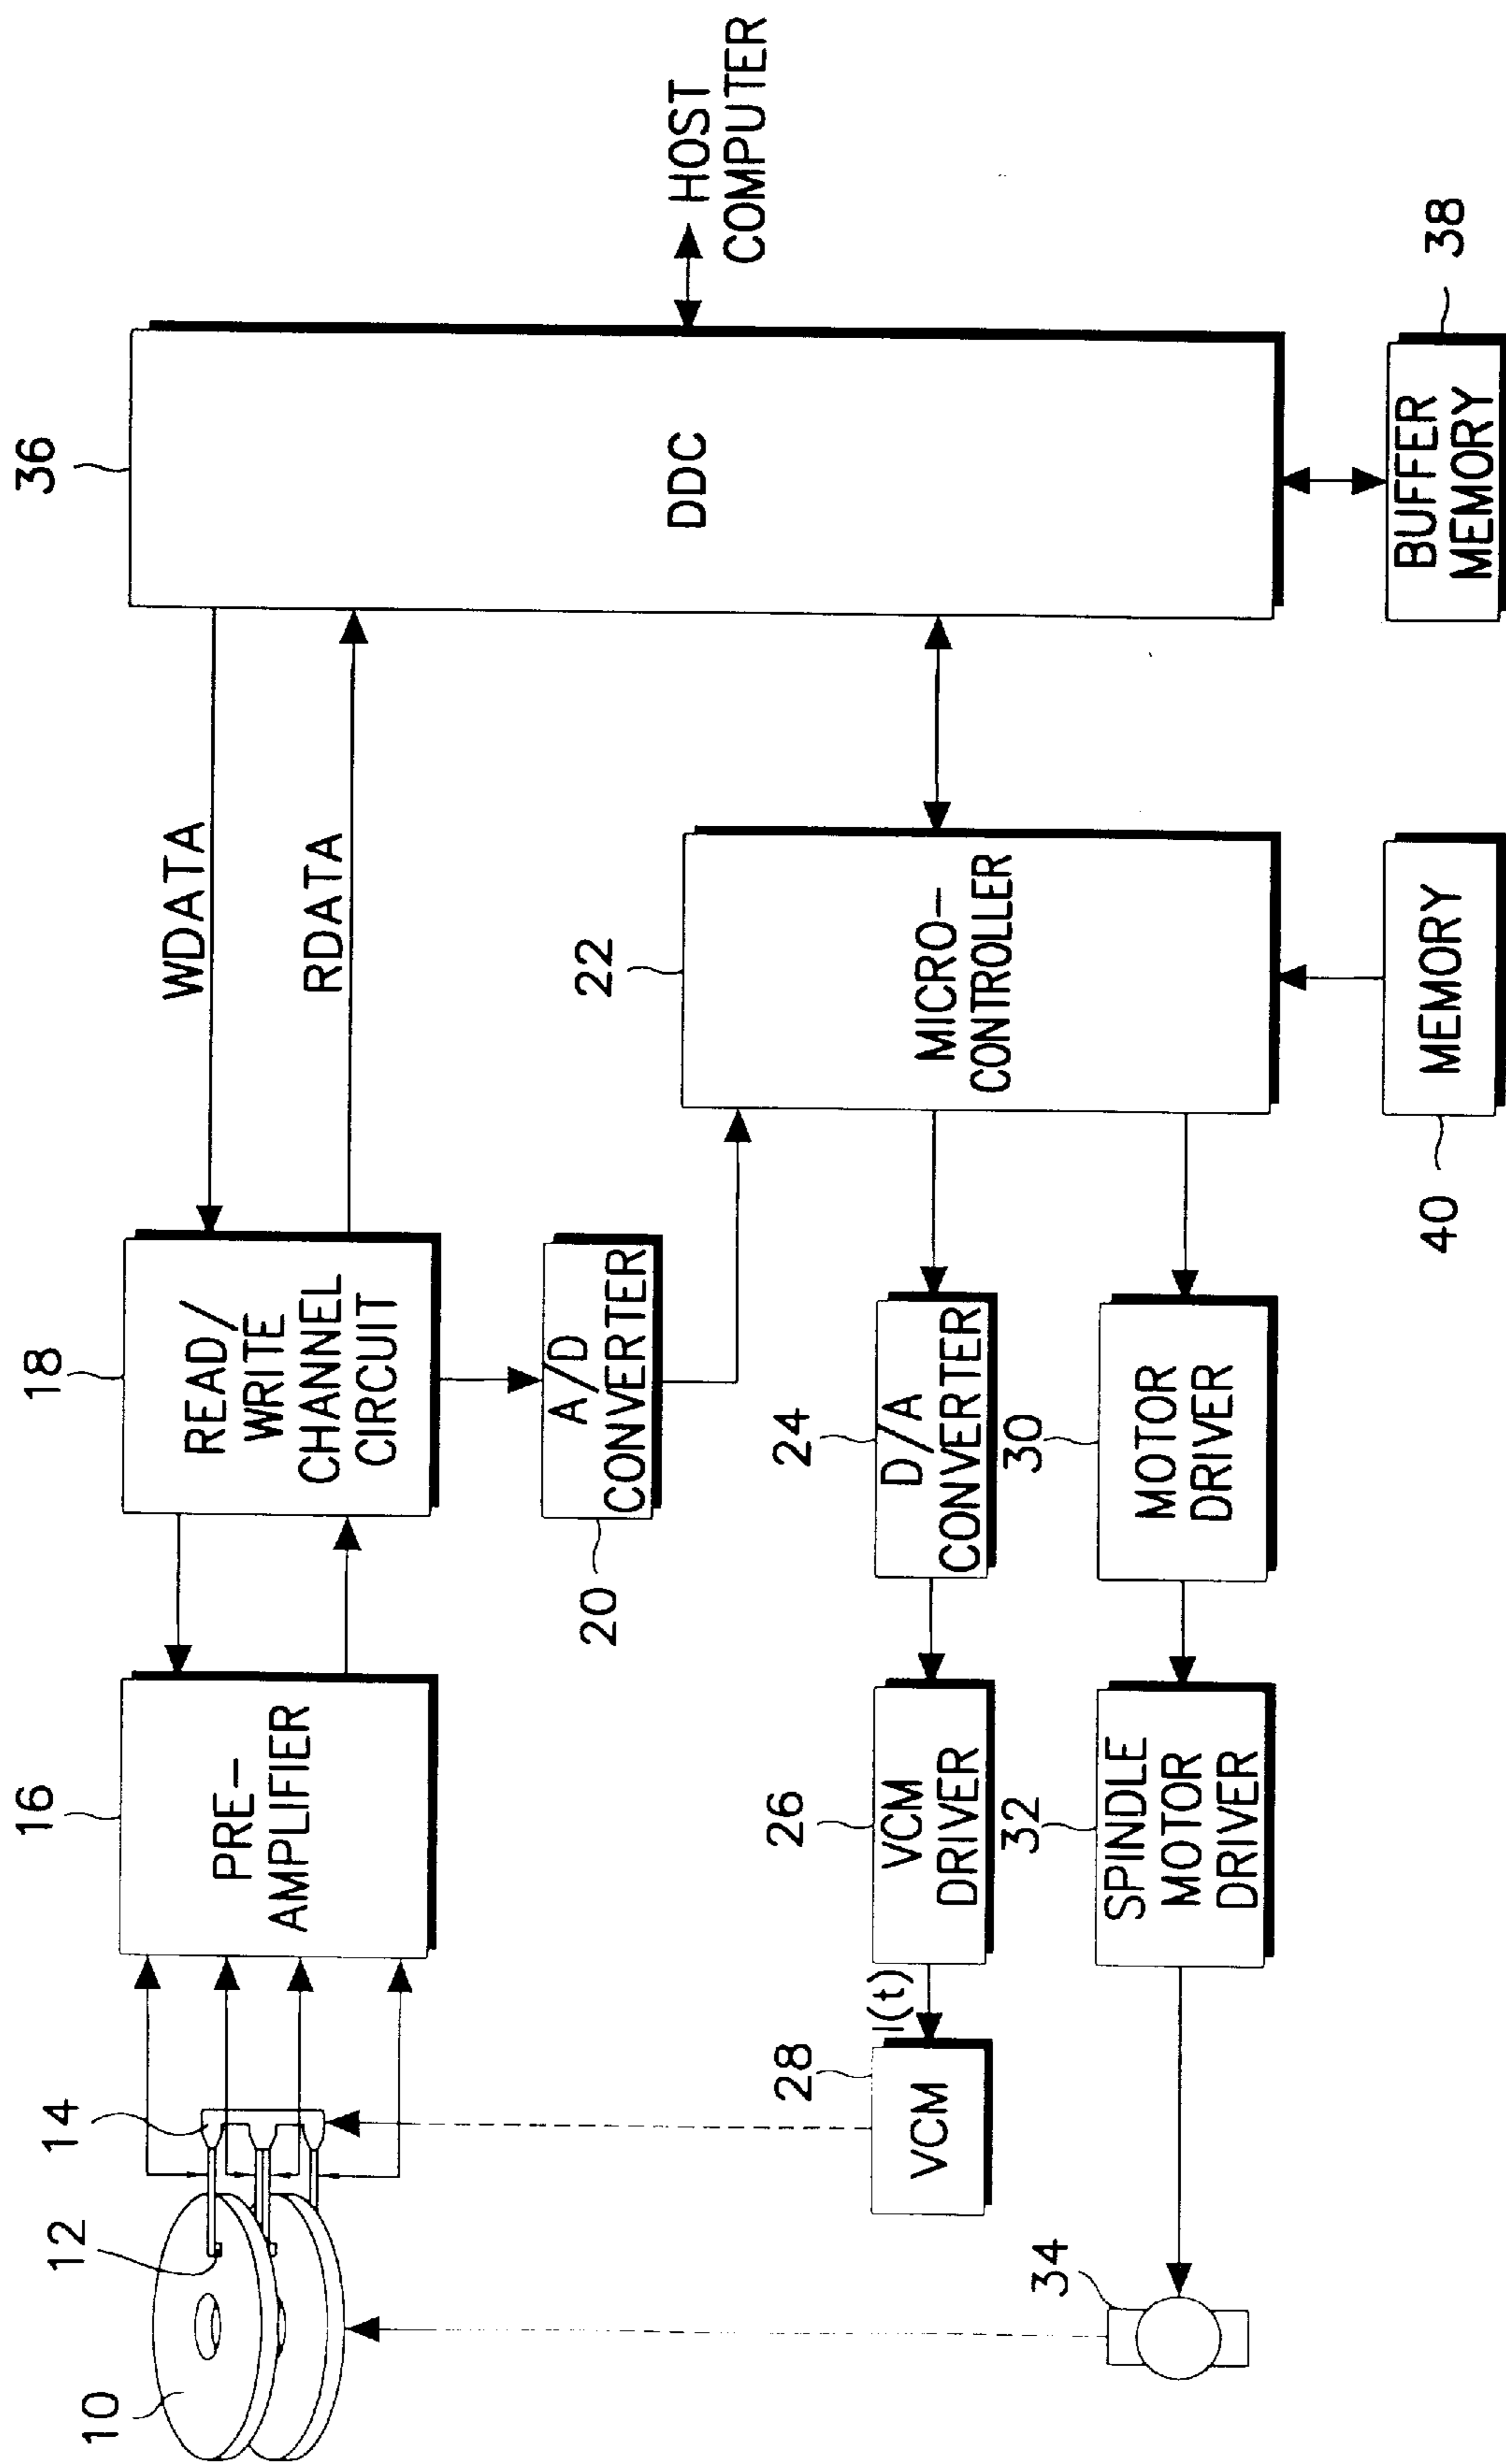 10
12
14
16
PRE-
AMPLIFIER
18
READ/
WRITE
CHANNEL
CIRCUIT
WDATA
RDATA
36
DDC
HOST
COMPUTER
20
A/D
CONVERTER
22
MICRO-
CONTROLLER
28
VCM
I(t)
26
VCM
DRIVER
24
D/A
CONVERTER
34
32
SPINDLE
MOTOR
DRIVER
30
MOTOR
DRIVER
40
MEMORY
38
BUFFER
MEMORY